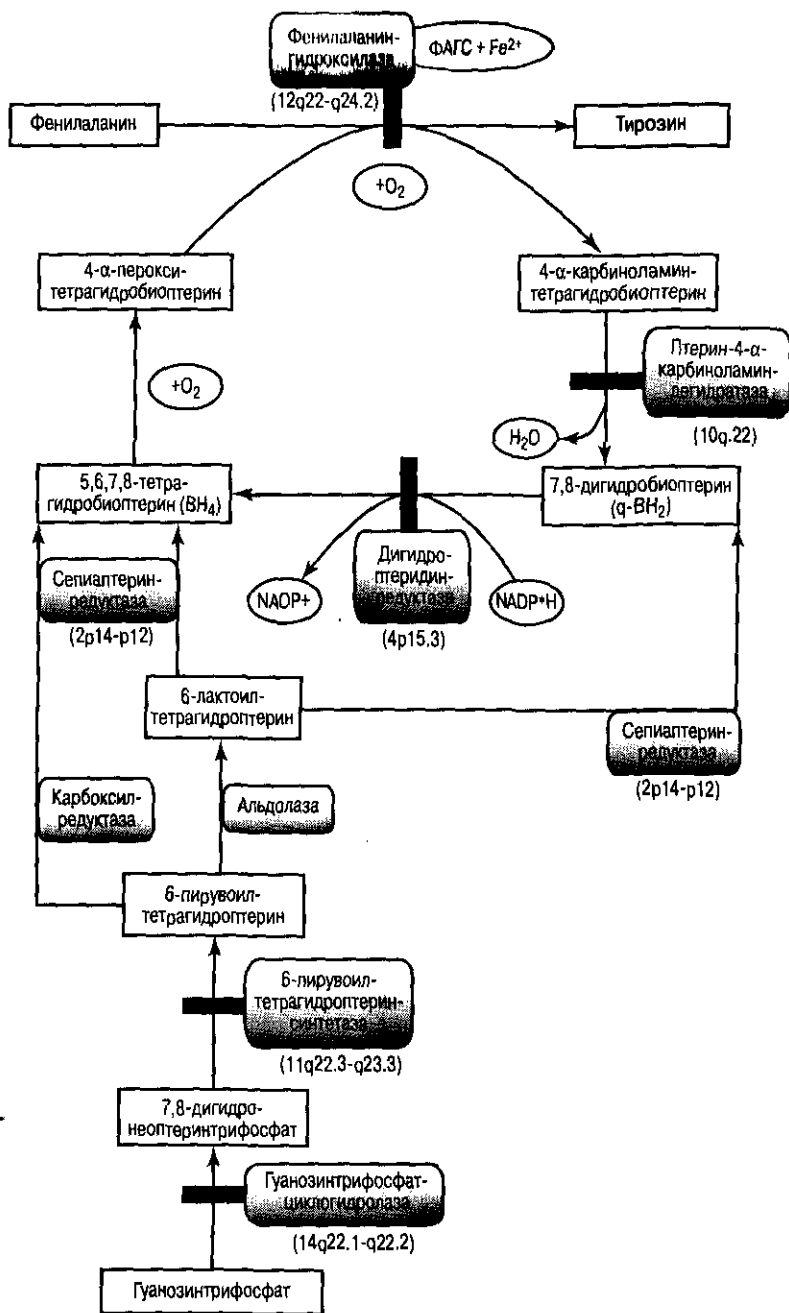 Фенилаланин-
гидроксилаза
ФАГС + Fe²⁺
(12q22-q24.2)
Фенилаланин
Тирозин
+O₂
4-α-перокси-
тетрагидробиоптерин
4-α-карбиноламин-
тетрагидробиоптерин
+O₂
Птерин-4-α-
карбиноламин-
дегидратаза
(10q.22)
H₂O
5,6,7,8-тетра-
гидробиоптерин (BH₄)
7,8-дигидробиоптерин
(q-BH₂)
Сепиаптерин-
редуктаза
(2p14-p12)
NAOP+
Дигидро-
птеридин-
редуктаза
(4p15.3)
NADP*H
6-лактоил-
тетрагидроптерин
Сепиаптерин-
редуктаза
(2p14-p12)
Карбоксил-
редуктаза
Альдолаза
6-пирувоил-
тетрагидроптерин
6-пирувоил-
тетрагидроптерин-
синтетаза
(11q22.3-q23.3)
7,8-дигидро-
неоптеринтрифосфат
Гуанозинтрифосфат-
циклогидролаза
(14q22.1-q22.2)
Гуанозинтрифосфат